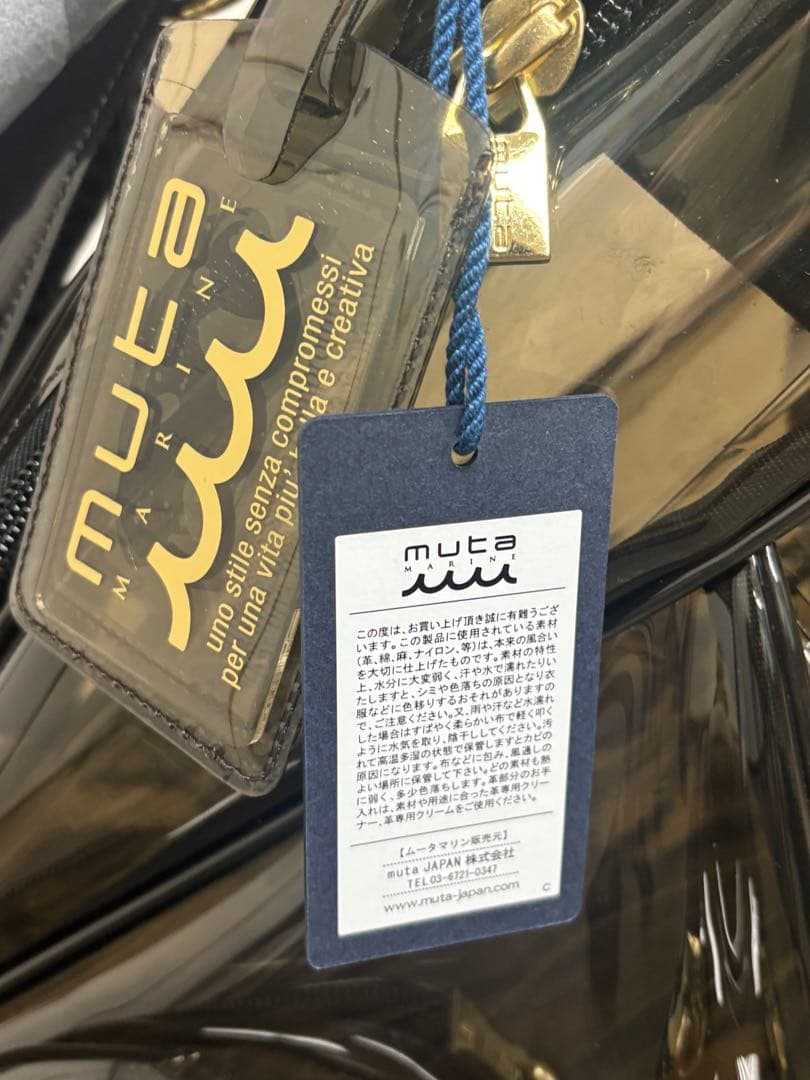 muta
MARINE
uno stile senza compromessi
per una vita piu' bella e creativa
muta
muta
MARINE
この度は、お買い上げ頂き誠に有難うござ
います。この製品に使用されている素材
(革、綿、麻、ナイロン、等)は、本来の風合い
を大切に仕上げたものです。素材の特性
上、水分に大変弱く、汗や水で濡れたりい
たしますと、シミや色落ちの原因となり衣
服などに色移りするおそれがありますの
で、ご注意ください。又、雨や汗など水濡れ
した場合はすばやく柔らかい布で軽く叩く
ように水気を取り、陰干ししてください。汚
れて高温多湿の状態で保管しますとカビの
原因になります。布などに包み、風通しの
よい場所に保管して下さい。どの素材も熱
に弱く、多少色落ちします。革部分のお手
入れは、素材や用途に合った革専用クリー
ナー、革専用クリームをご使用ください。
【ムータマリン販売元】
muta JAPAN 株式会社
TEL 03-6721-0347
www.muta-japan.com
C